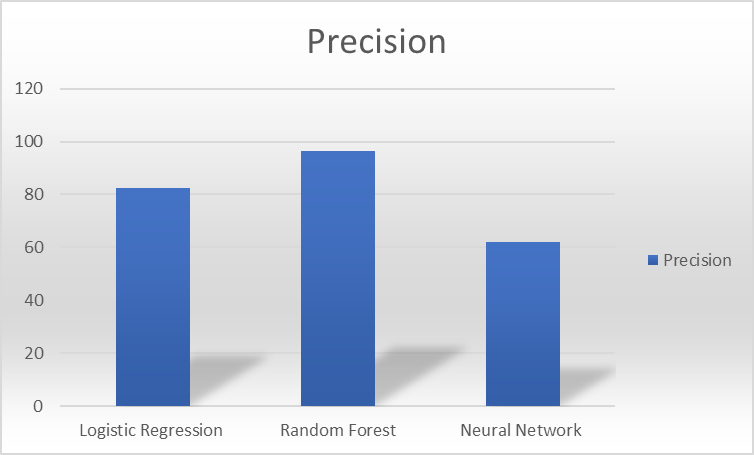 Precision
120
100
80
60
40
20
0
Logistic Regression
Random Forest
Neural Network
Precision